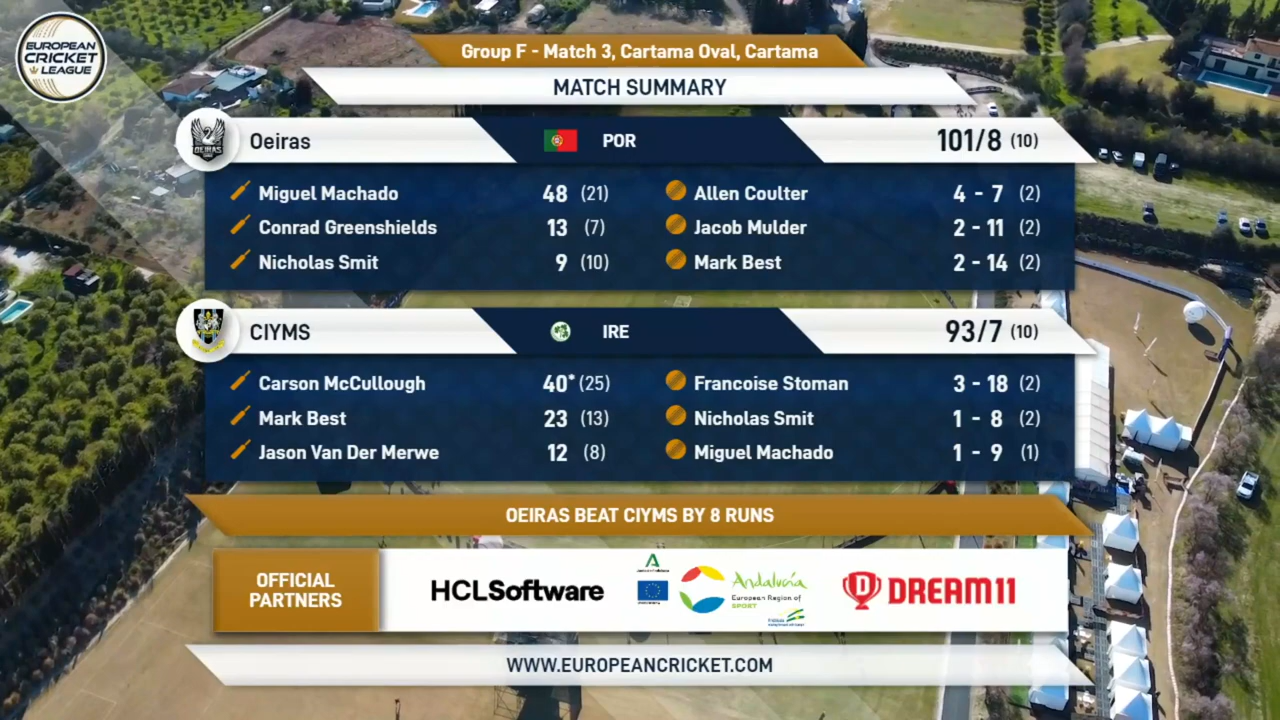 EUROPEAN
CRICKET
LEAGUE
Group F - Match 3, Cartama Oval, Cartama
MATCH SUMMARY
OEIRAS
Oeiras POR 101/8 (10)
Miguel Machado 48 (21) Allen Coulter 4 - 7 (2)
Conrad Greenshields 13 (7) Jacob Mulder 2 - 11 (2)
Nicholas Smit 9 (10) Mark Best 2 - 14 (2)
CIYMS IRE 93/7 (10)
Carson McCullough 40* (25) Francoise Stoman 3 - 18 (2)
Mark Best 23 (13) Nicholas Smit 1 - 8 (2)
Jason Van Der Merwe 12 (8) Miguel Machado 1 - 9 (1)
OEIRAS BEAT CIYMS BY 8 RUNS
OFFICIAL
PARTNERS
HCLSoftware
Andalucía
European Region of
SPORT
DREAM11
WWW.EUROPEANCRICKET.COM